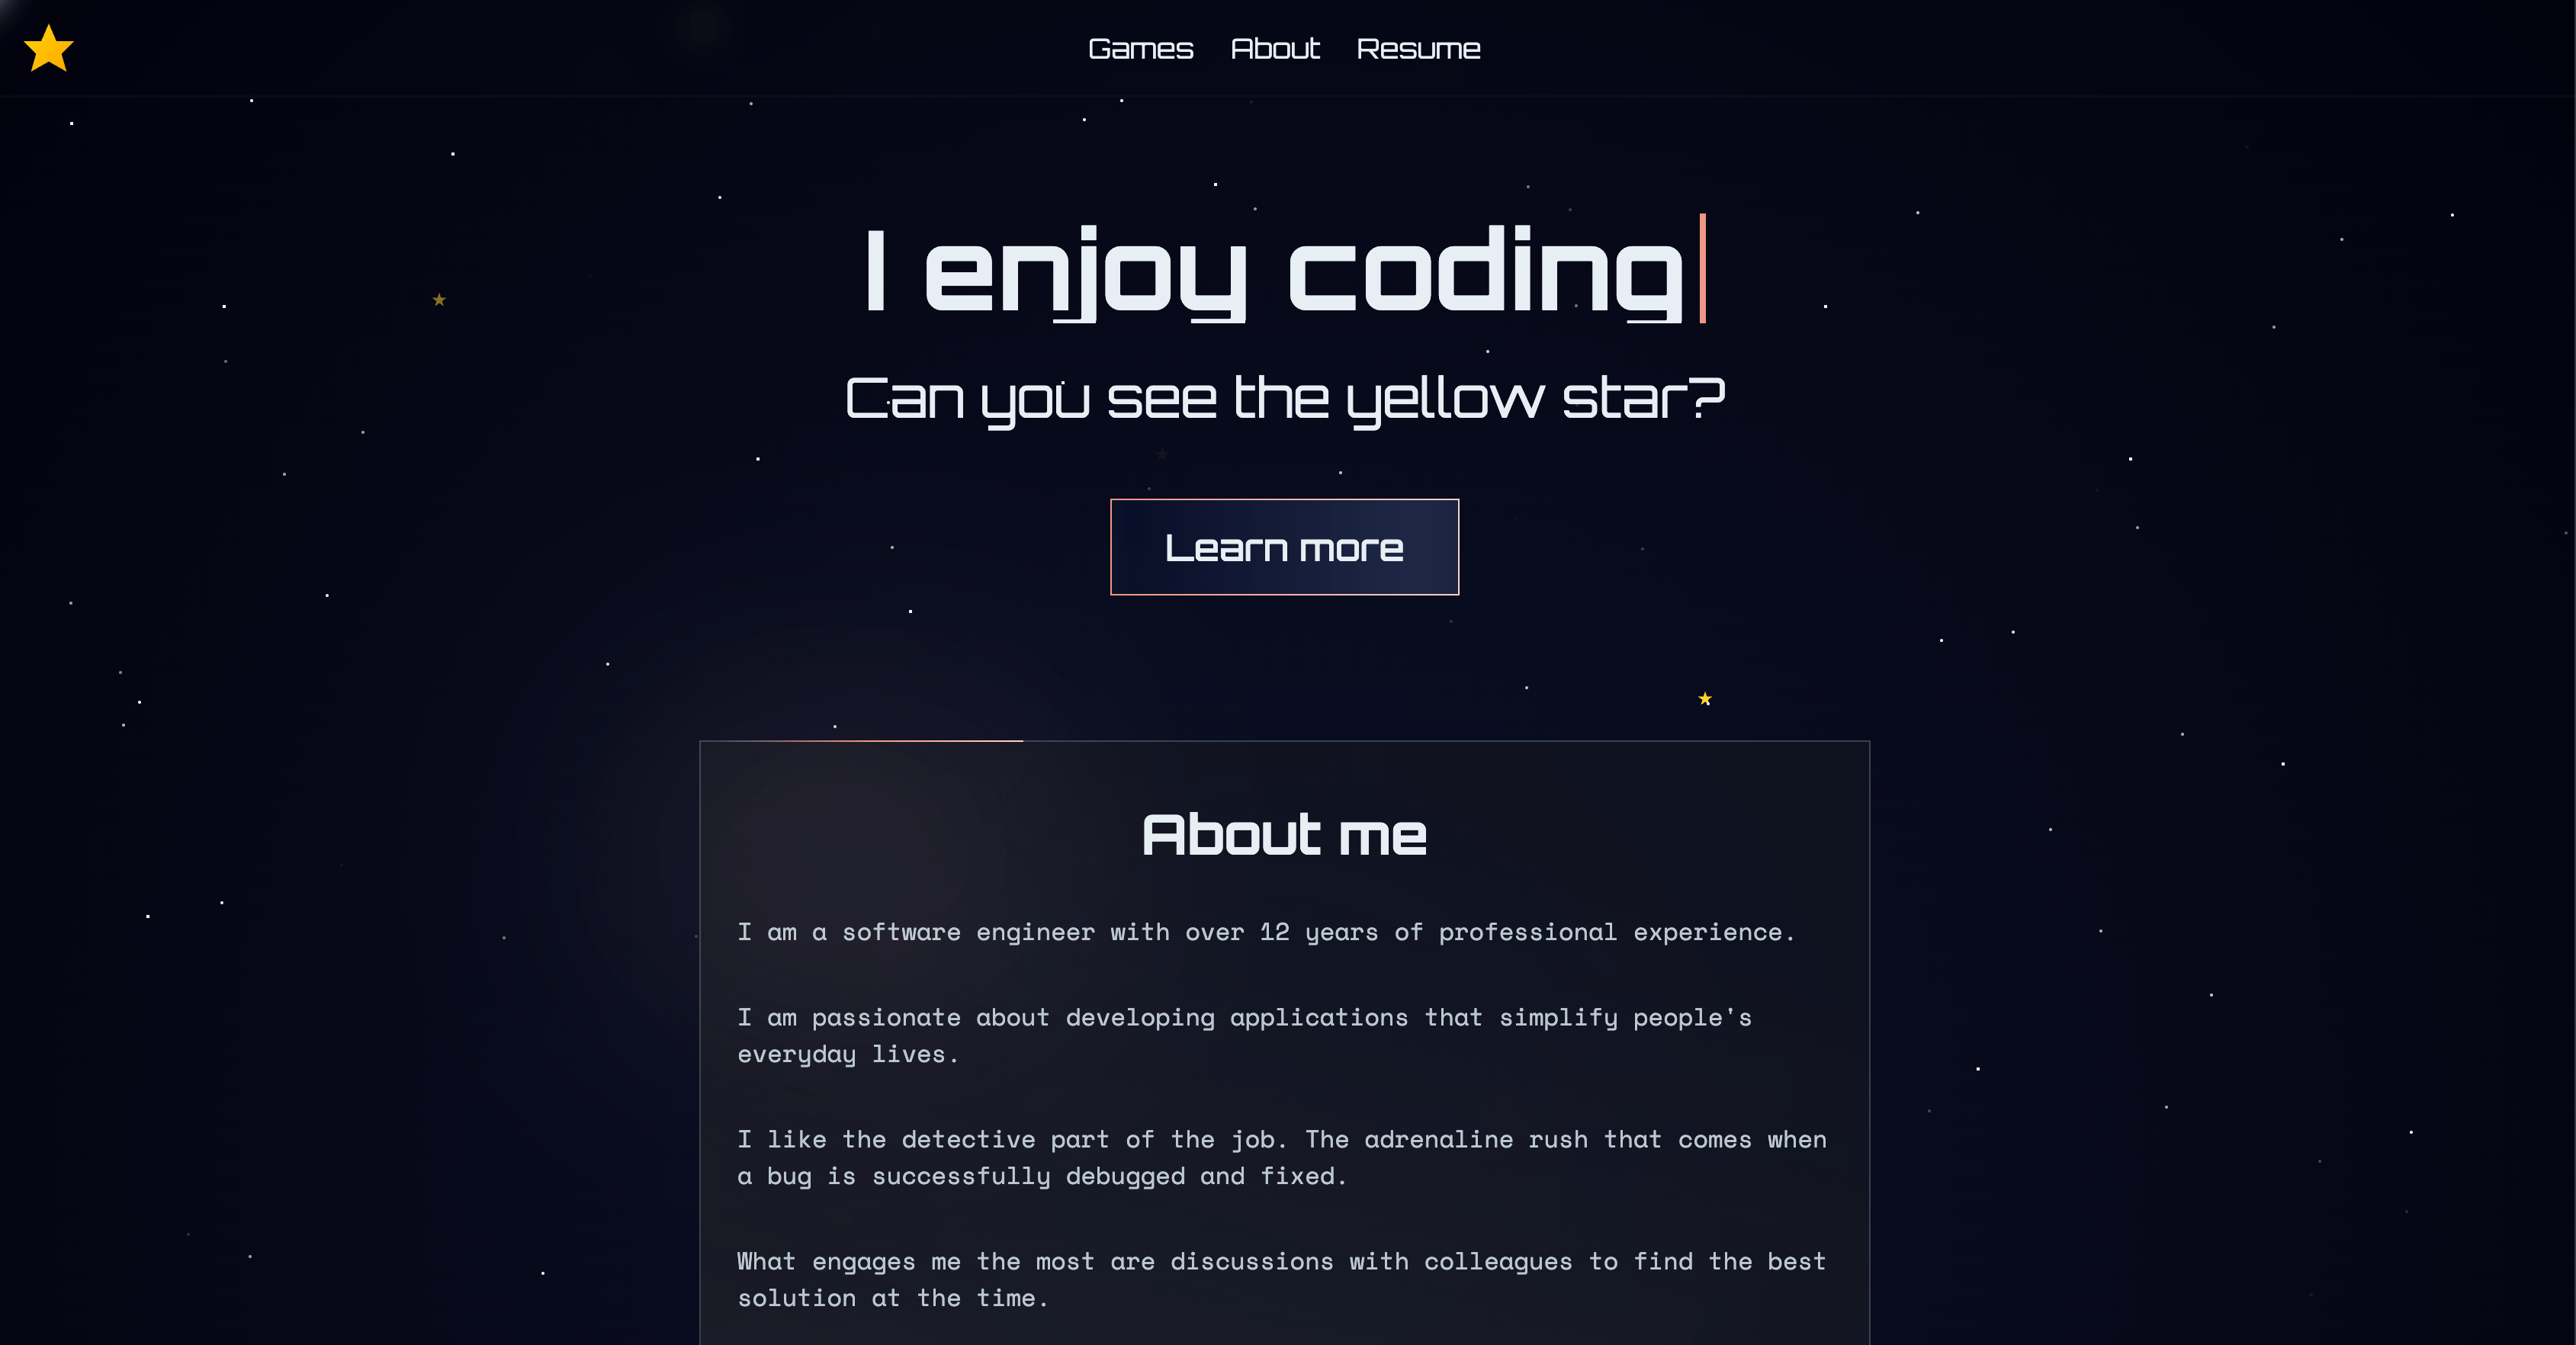 Games About Resume
I enjoy coding
Can you see the yellow star?
Learn more
About me
I am a software engineer with over 12 years of professional experience.
I am passionate about developing applications that simplify people's
everyday lives.
I like the detective part of the job. The adrenaline rush that comes when
a bug is successfully debugged and fixed.
What engages me the most are discussions with colleagues to find the best
solution at the time.